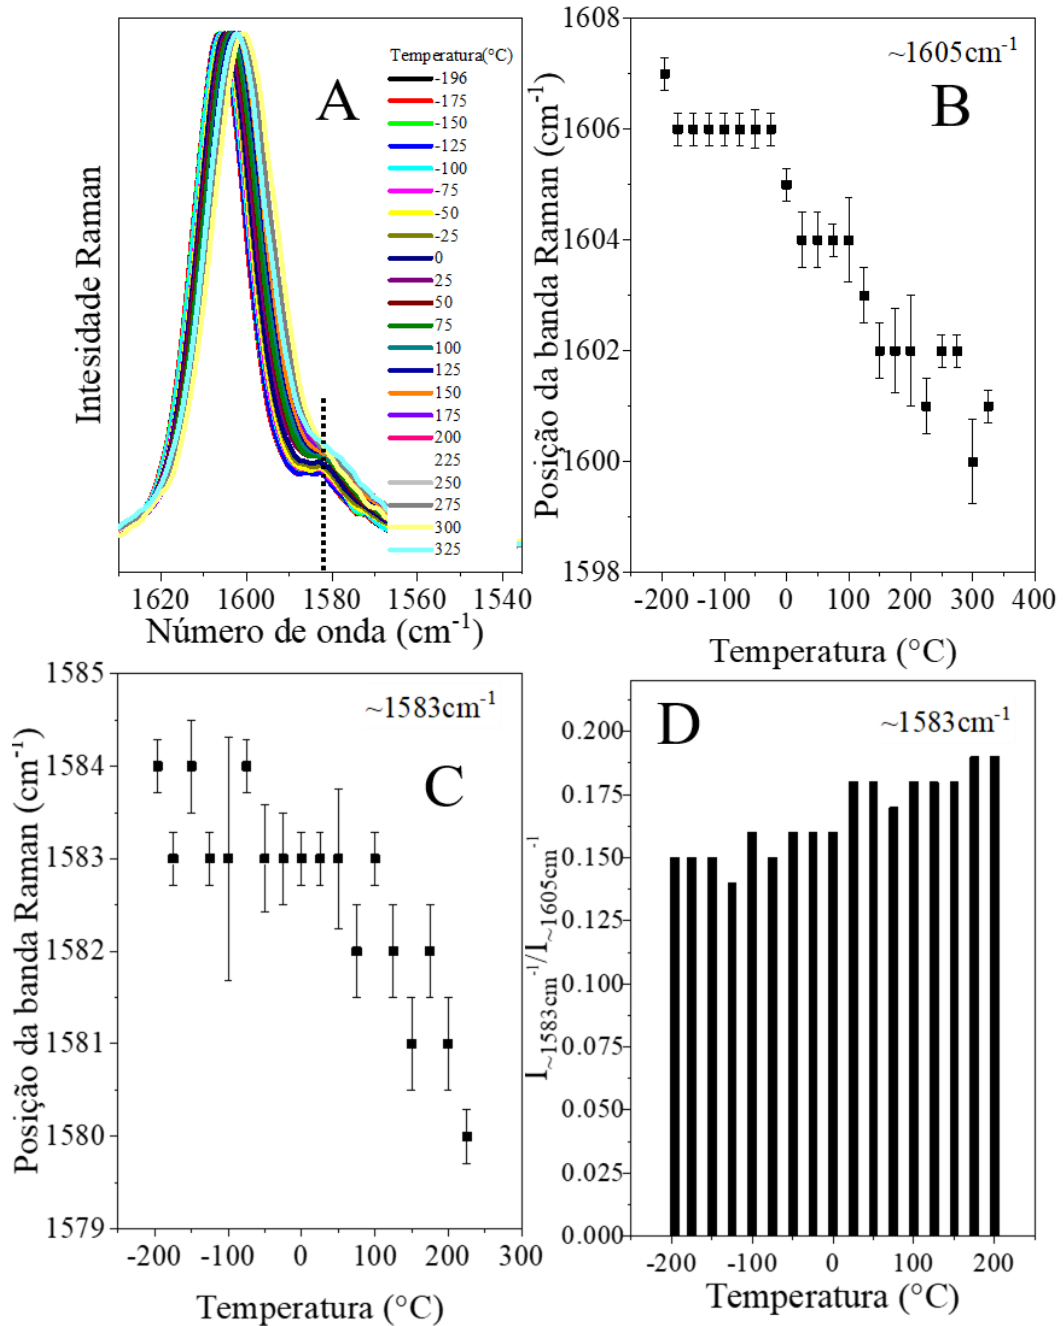 Temperatura(°C)
-196
-175
-150
-125
-100
-75
-50
-25
0
25
50
75
100
125
150
175
200
225
250
275
300
325
A
Intesidade Raman
1620 1600 1580 1560 1540
Número de onda (cm⁻¹)
~1605cm⁻¹
B
Posição da banda Raman (cm⁻¹)
1608
1606
1604
1602
1600
1598
-200 -100 0 100 200 300 400
Temperatura (°C)
~1583cm⁻¹
C
Posição da banda Raman (cm⁻¹)
1585
1584
1583
1582
1581
1580
1579
-200 -100 0 100 200 300
Temperatura (°C)
D
~1583cm⁻¹
I~1583cm⁻¹/I~1605cm⁻¹
0.200
0.175
0.150
0.125
0.100
0.075
0.050
0.025
0.000
-200 -100 0 100 200
Temperatura (°C)